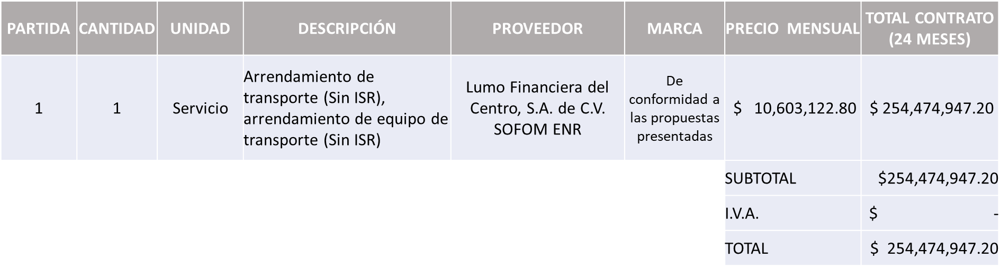 PARTIDA
CANTIDAD
UNIDAD
DESCRIPCIÓN
PROVEEDOR
MARCA
PRECIO MENSUAL
TOTAL CONTRATO
(24 MESES)
1
1
Servicio
Arrendamiento de
transporte (Sin ISR),
arrendamiento de equipo de
transporte (Sin ISR)
Lumo Financiera del
Centro, S.A. de C.V.
SOFOM ENR
De
conformidad a
las propuestas
presentadas
$ 10,603,122.80
$ 254,474,947.20
SUBTOTAL
$254,474,947.20
I.V.A.
$ -
TOTAL
$ 254,474,947.20